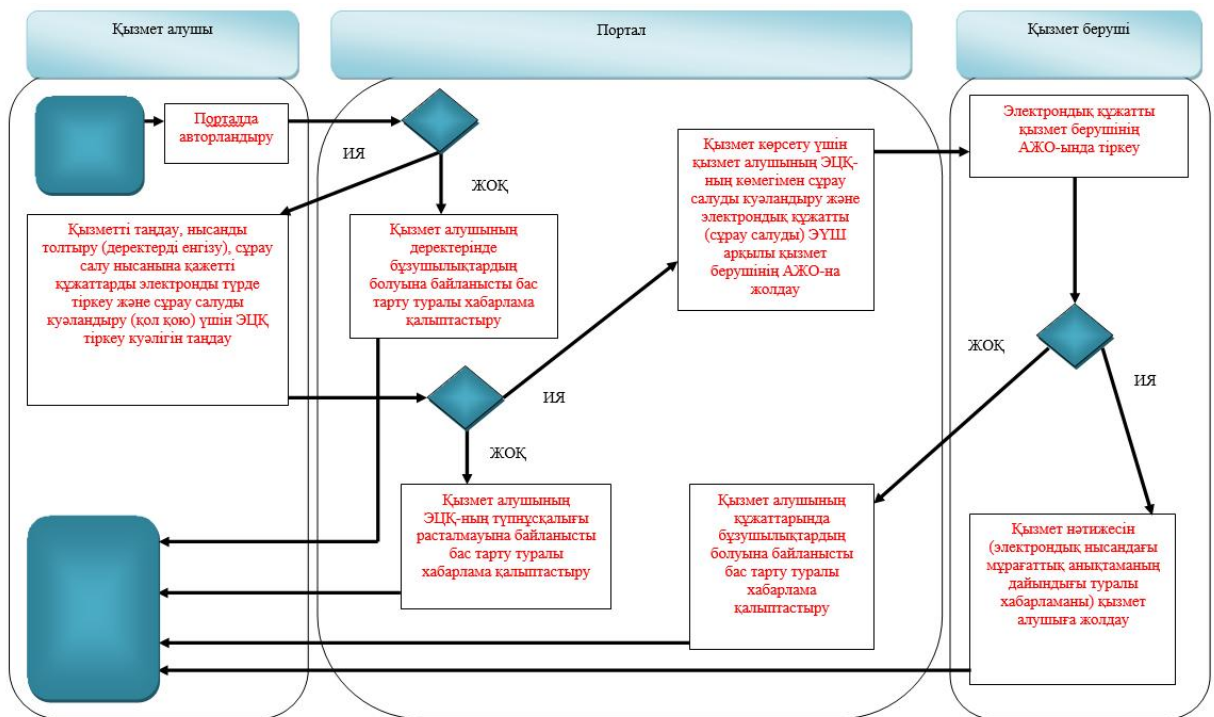 Қызмет алушы
Портал
Қызмет беруші
Порталда
авторландыру
ИЯ
ЖОҚ
Қызметті таңдау, нысанды
толтыру (деректерді енгізу), сұрау
салу нысанына қажетті
құжаттарды электронды түрде
тіркеу және сұрау салуды
куәландыру (қол қою) үшін ЭЦҚ
тіркеу куәлігін таңдау
Қызмет алушының
деректерінде
бұзушылықтардың
болуына байланысты бас
тарту туралы хабарлама
қалыптастыру
Қызмет көрсету үшін
қызмет алушының ЭЦҚ-
ның көмегімен сұрау
салуды куәландыру және
электрондық құжатты
(сұрау салуды) ЭҮШ
арқылы қызмет
берушінің АЖО-на
жолдау
Электрондық құжатты
қызмет берушінің
АЖО-ында тіркеу
ИЯ
ЖОҚ
Қызмет алушының
ЭЦҚ-ның түпнұсқалығы
расталмауына байланысты
бас тарту туралы
хабарлама қалыптастыру
ЖОҚ
ИЯ
Қызмет алушының
құжаттарында
бұзушылықтардың
болуына байланысты
бас тарту туралы
хабарлама
қалыптастыру
Қызмет нәтижесін
(электрондық нысандағы
мұрағаттық анықтаманың
дайындығы туралы
хабарламаны) қызмет
алушыға жолдау